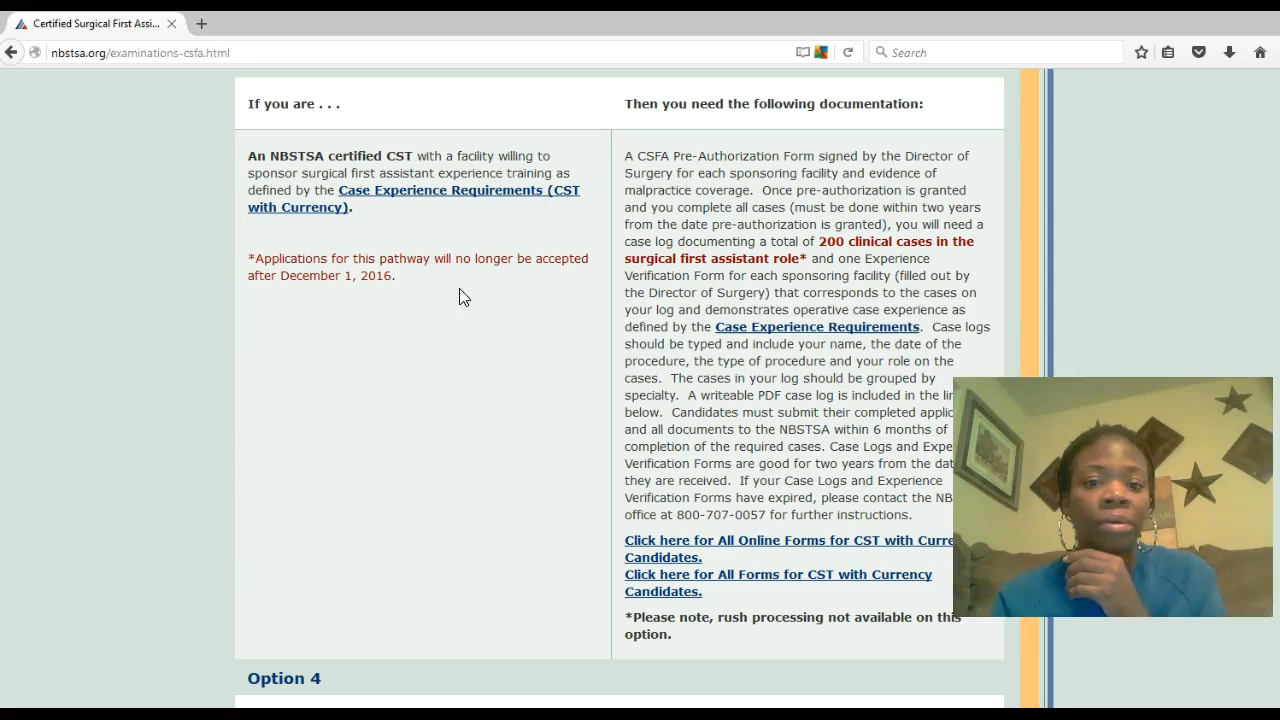 Certified Surgical First Assi...
nbstsa.org/examinations-csfa.html
Search
If you are . . .
Then you need the following documentation:
An NBSTSA certified CST with a facility willing to
sponsor surgical first assistant experience training as
defined by the Case Experience Requirements (CST
with Currency).
*Applications for this pathway will no longer be accepted
after December 1, 2016.
A CSFA Pre-Authorization Form signed by the Director of
Surgery for each sponsoring facility and evidence of
malpractice coverage.  Once pre-authorization is granted
and you complete all cases (must be done within two years
from the date pre-authorization is granted), you will need a
case log documenting a total of 200 clinical cases in the
surgical first assistant role* and one Experience
Verification Form for each sponsoring facility (filled out by
the Director of Surgery) that corresponds to the cases on
your log and demonstrates operative case experience as
defined by the Case Experience Requirements.  Case logs
should be typed and include your name, the date of the
procedure, the type of procedure and your role on the
cases.  The cases in your log should be grouped by
specialty.  A writeable PDF case log is included in the
below.  Candidates must submit their completed
and all documents to the NBSTSA within 6 months of
completion of the required cases. Case Logs and
Verification Forms are good for two years from the
they are received.  If your Case Logs and Experience
Verification Forms have expired, please contact the
office at 800-707-0057 for further instructions.
Click here for All Online Forms for CST with
Candidates.
Click here for All Forms for CST with Currency
Candidates.
*Please note, rush processing not available on this
option.
Option 4